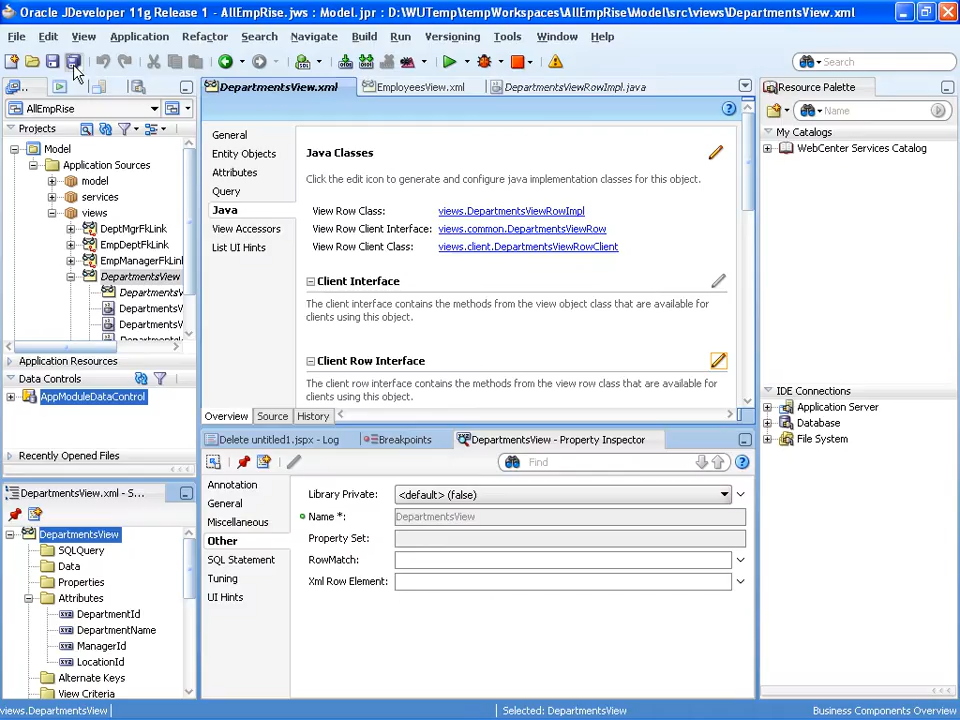 Oracle JDeveloper 11g Release 1 - AllEmpRise.jws : Model.jpr : D:\WUTemp\tempWorkspaces\AllEmpRise\Model\src\views\DepartmentsView.xml
File Edit View Application Refactor Search Navigate Build Run Versioning Tools Window Help
Search
DepartmentsView.xml EmployeesView.xml DepartmentsViewRowImpl.java
Resource Palette
AllEmpRise
Name
Projects
My Catalogs
WebCenter Services Catalog
Model
Application Sources
model
services
views
DeptMgrFkLink
EmpDeptFkLink
EmpManagerFkLink
DepartmentsView
DepartmentsV
DepartmentsV
DepartmentsV
Application Resources
Data Controls
AppModuleDataControl
Recently Opened Files
General
Entity Objects
Attributes
Query
Java
View Accessors
List UI Hints
Java Classes
Click the edit icon to generate and configure java implementation classes for this object.
View Row Class: views.DepartmentsViewRowImpl
View Row Client Interface: views.common.DepartmentsViewRow
View Row Client Class: views.client.DepartmentsViewRowClient
Client Interface
The client interface contains the methods from the view object class that are available for
clients using this object.
Client Row Interface
The client row interface contains the methods from the view row class that are available for
clients using this object.
Overview Source History
IDE Connections
Application Server
Database
File System
Delete untitled1.jspx - Log Breakpoints DepartmentsView - Property Inspector
Find
Annotation
General
Miscellaneous
Other
SQL Statement
Tuning
UI Hints
Library Private: <default> (false)
Name *: DepartmentsView
Property Set:
RowMatch:
Xml Row Element:
DepartmentsView.xml - S...
DepartmentsView
SQLQuery
Data
Properties
Attributes
DepartmentId
DepartmentName
ManagerId
LocationId
Alternate Keys
View Criteria
views.DepartmentsView
Selected: DepartmentsView
Business Components Overview